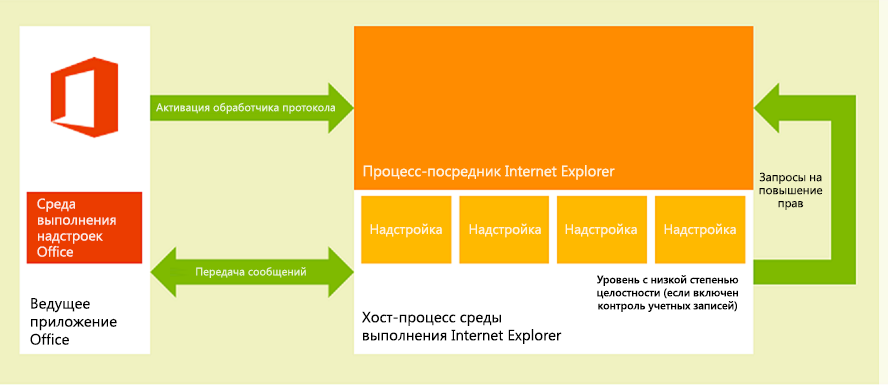 Активация обработчика протокола
Процесс-посредник Internet Explorer
Запросы на
повышение
прав
Среда
выполнения
надстроек
Office
Надстройка
Надстройка
Надстройка
Надстройка
Передача сообщений
Уровень с низкой степенью
целостности (если включен
контроль учетных записей)
Ведущее
приложение
Office
Хост-процесс среды
выполнения Internet Explorer